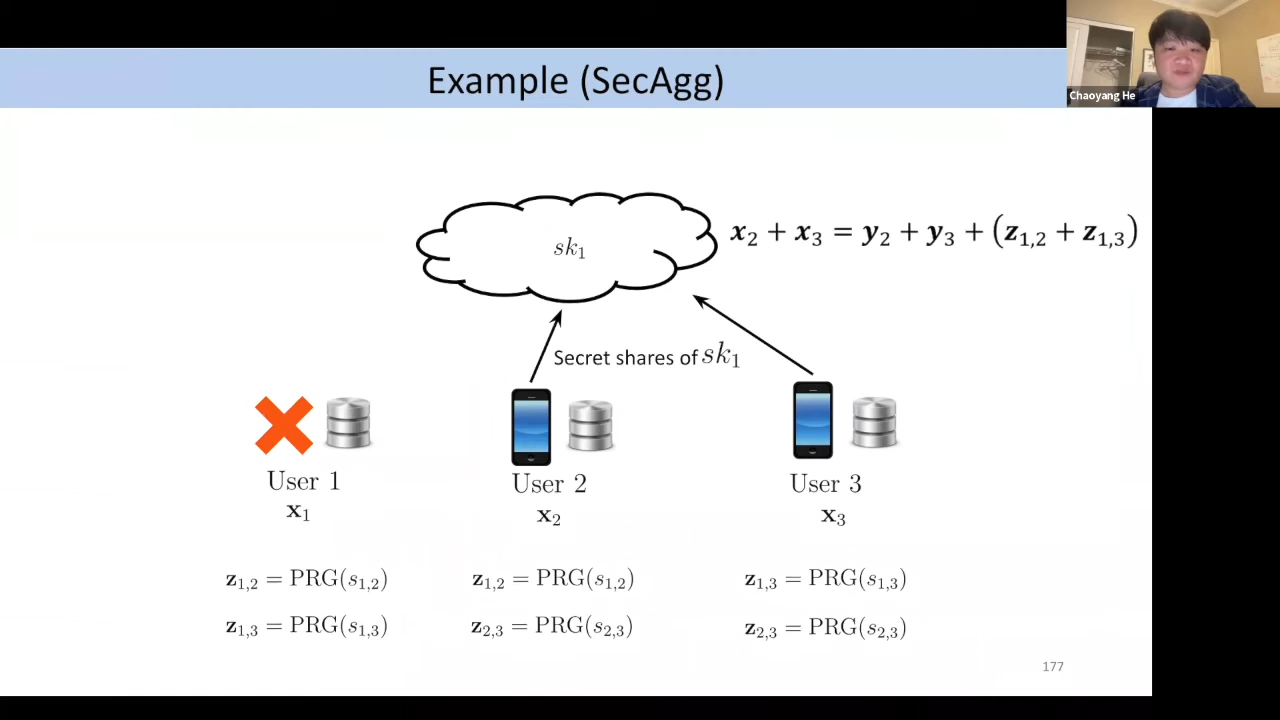 Chaoyang He
Example (SecAgg)
sk₁
x₂ + x₃ = y₂ + y₃ + (z₁,₂ + z₁,₃)
Secret shares of sk₁
User 1
User 2
User 3
x₁
x₂
x₃
z₁,₂ = PRG(s₁,₂)
z₁,₂ = PRG(s₁,₂)
z₁,₃ = PRG(s₁,₃)
z₁,₃ = PRG(s₁,₃)
z₂,₃ = PRG(s₂,₃)
z₂,₃ = PRG(s₂,₃)
177